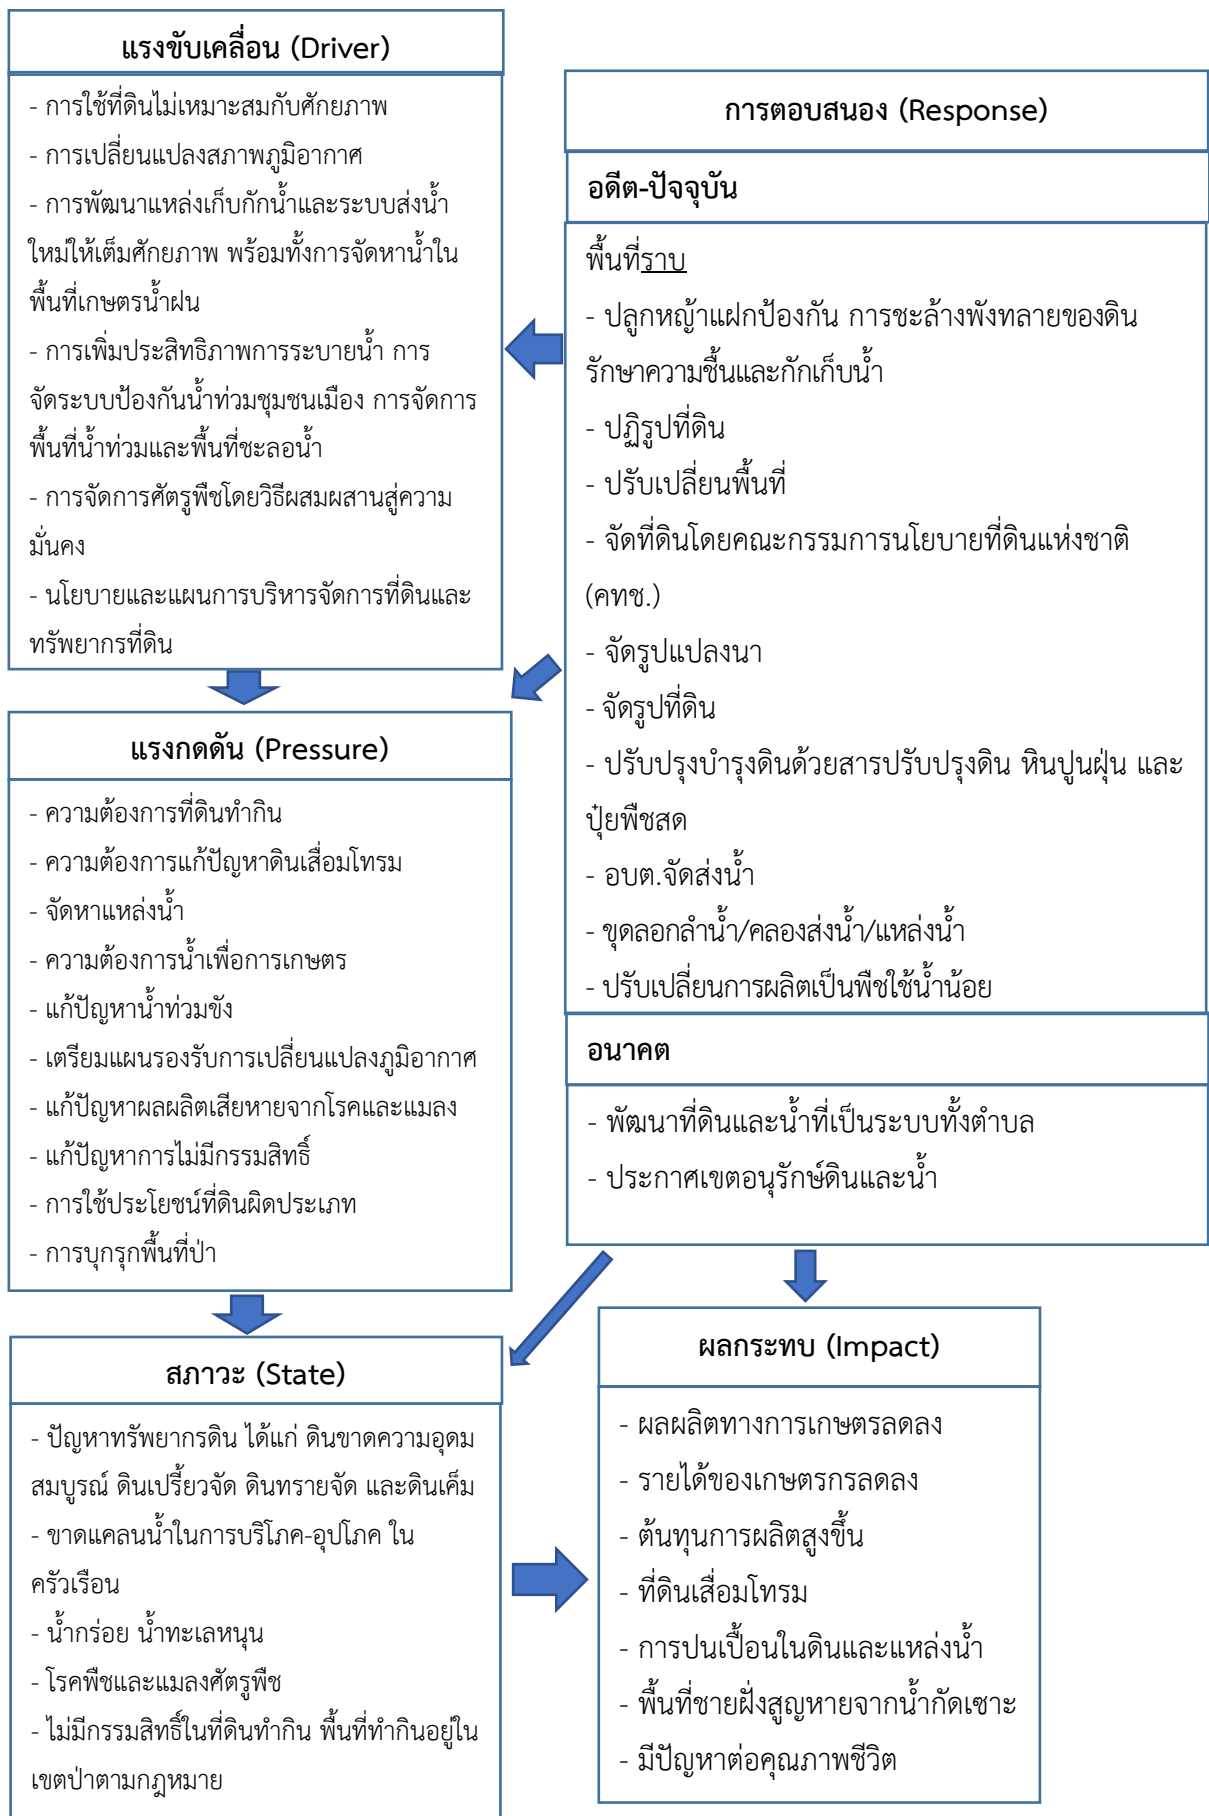 แรงขับเคลื่อน (Driver)
- การใช้ที่ดินไม่เหมาะสมกับศักยภาพ
- การเปลี่ยนแปลงสภาพภูมิอากาศ
- การพัฒนาแหล่งเก็บกักน้ำและระบบส่งน้ำ
ใหม่ให้เต็มศักยภาพ พร้อมทั้งการจัดหาน้ำใน
พื้นที่เกษตรน้ำฝน
- การเพิ่มประสิทธิภาพการระบายน้ำ การ
จัดระบบป้องกันน้ำท่วมชุมชนเมือง การจัดการ
พื้นที่น้ำท่วมและพื้นที่ชะลอน้ำ
- การจัดการศัตรูพืชโดยวิธีผสมผสานสู่ความ
มั่นคง
- นโยบายและแผนการบริหารจัดการที่ดินและ
ทรัพยากรที่ดิน
แรงกดดัน (Pressure)
- ความต้องการที่ดินทำกิน
- ความต้องการแก้ปัญหาดินเสื่อมโทรม
- จัดหาแหล่งน้ำ
- ความต้องการน้ำเพื่อการเกษตร
- แก้ปัญหาน้ำท่วมขัง
- เตรียมแผนรองรับการเปลี่ยนแปลงภูมิอากาศ
- แก้ปัญหาผลผลิตเสียหายจากโรคและแมลง
- แก้ปัญหาการไม่มีกรรมสิทธิ์
- การใช้ประโยชน์ที่ดินผิดประเภท
- การบุกรุกพื้นที่ป่า
สภาวะ (State)
- ปัญหาทรัพยากรดิน ได้แก่ ดินขาดความอุดม
สมบูรณ์ ดินเปรี้ยวจัด ดินทรายจัด และดินเค็ม
- ขาดแคลนน้ำในการบริโภค-อุปโภค ใน
ครัวเรือน
- น้ำกร่อย น้ำทะเลหนุน
- โรคพืชและแมลงศัตรูพืช
- ไม่มีกรรมสิทธิ์ในที่ดินทำกิน พื้นที่ทำกินอยู่ใน
เขตป่าตามกฎหมาย
การตอบสนอง (Response)
อดีต-ปัจจุบัน
พื้นที่ราบ
- ปลูกหญ้าแฝกป้องกัน การชะล้างพังทลายของดิน
รักษาความชื้นและกักเก็บน้ำ
- ปฏิรูปที่ดิน
- ปรับเปลี่ยนพื้นที่
- จัดที่ดินโดยคณะกรรมการนโยบายที่ดินแห่งชาติ
(คทช.)
- จัดรูปแปลงนา
- จัดรูปที่ดิน
- ปรับปรุงบำรุงดินด้วยสารปรับปรุงดิน หินปูนฝุ่น และ
ปุ๋ยพืชสด
- อบต.จัดส่งน้ำ
- ขุดลอกลำน้ำ/คลองส่งน้ำ/แหล่งน้ำ
- ปรับเปลี่ยนการผลิตเป็นพืชใช้น้ำน้อย
อนาคต
- พัฒนาที่ดินและน้ำที่เป็นระบบทั้งตำบล
- ประกาศเขตอนุรักษ์ดินและน้ำ
ผลกระทบ (Impact)
- ผลผลิตทางการเกษตรลดลง
- รายได้ของเกษตรกรลดลง
- ต้นทุนการผลิตสูงขึ้น
- ที่ดินเสื่อมโทรม
- การปนเปื้อนในดินและแหล่งน้ำ
- พื้นที่ชายฝั่งสูญหายจากน้ำกัดเซาะ
- มีปัญหาต่อคุณภาพชีวิต